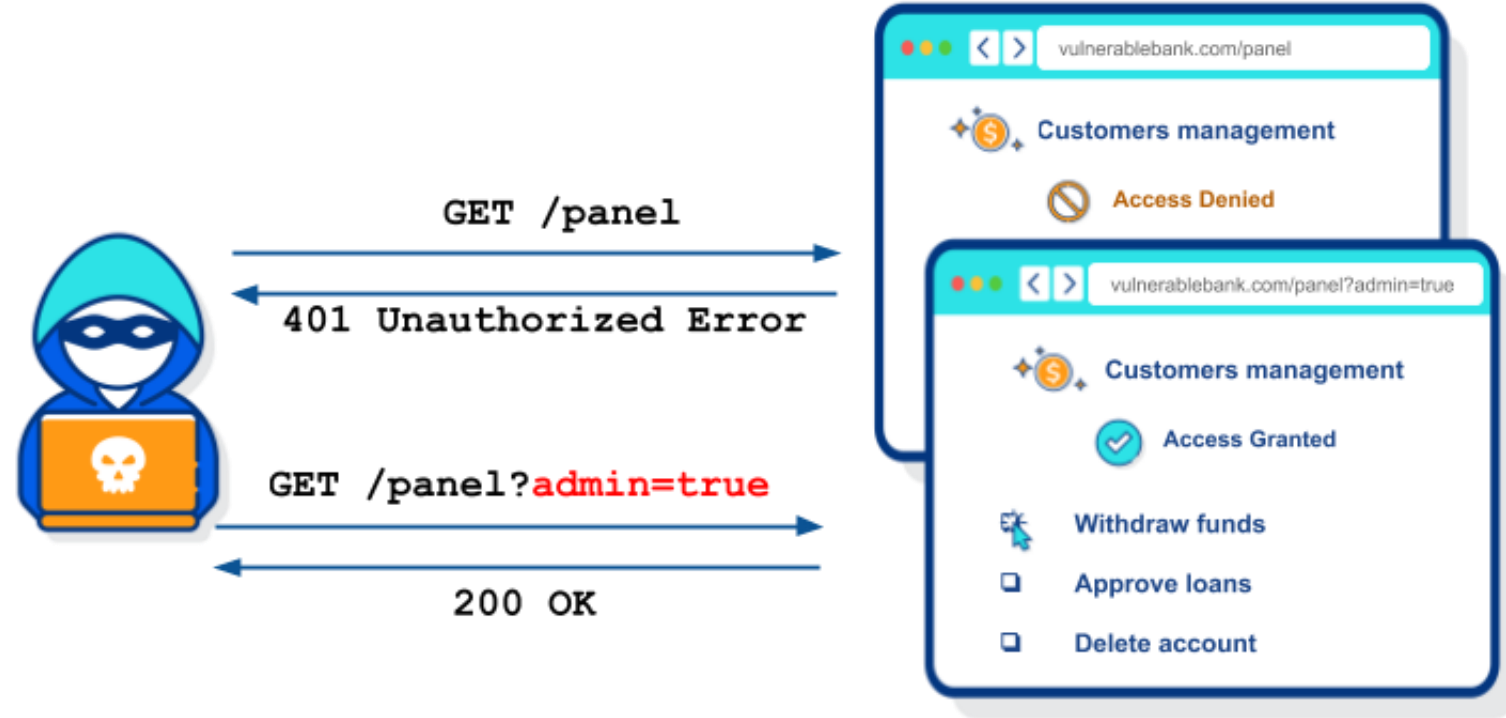 GET /panel
401 Unauthorized Error
GET /panel?admin=true
200 OK
vulnerablebank.com/panel
Customers management
Access Denied
vulnerablebank.com/panel?admin=true
Customers management
Access Granted
Withdraw funds
Approve loans
Delete account